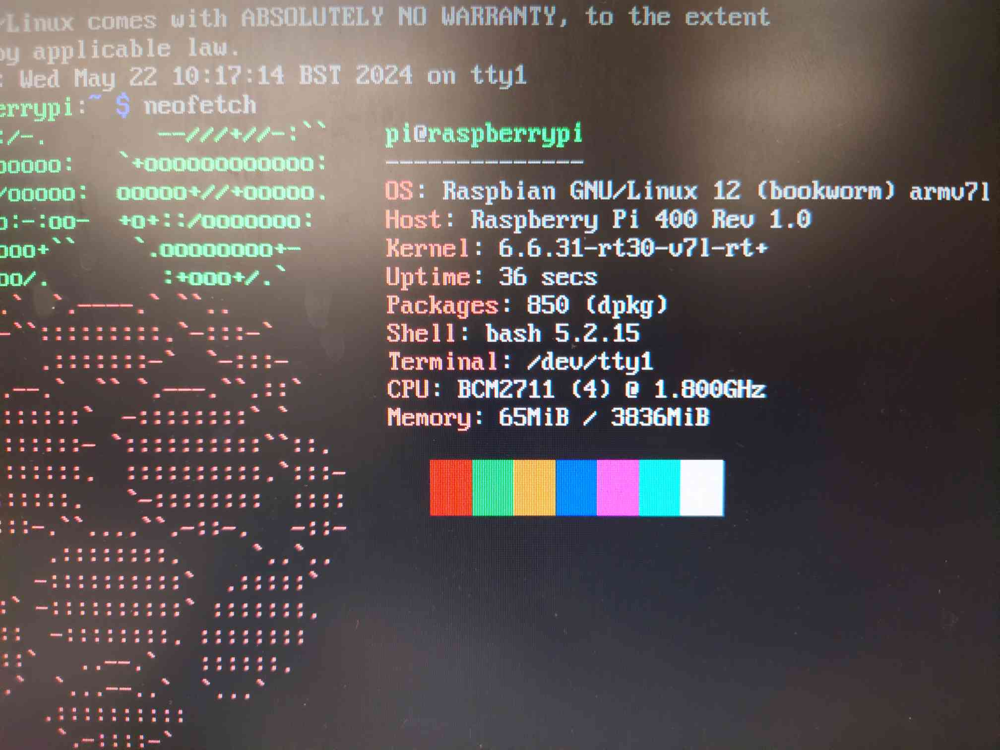 /Linux comes with ABSOLUTELY NO WARRANTY, to the extent
by applicable law.
: Wed May 22 10:17:14 BST 2024 on tty1
errypi:~ $ neofetch
pi@raspberrypi
--------------
OS: Raspbian GNU/Linux 12 (bookworm) armv7l
Host: Raspberry Pi 400 Rev 1.0
Kernel: 6.6.31-rt30-v7l-rt+
Uptime: 36 secs
Packages: 850 (dpkg)
Shell: bash 5.2.15
Terminal: /dev/tty1
CPU: BCM2711 (4) @ 1.800GHz
Memory: 65MiB / 3836MiB